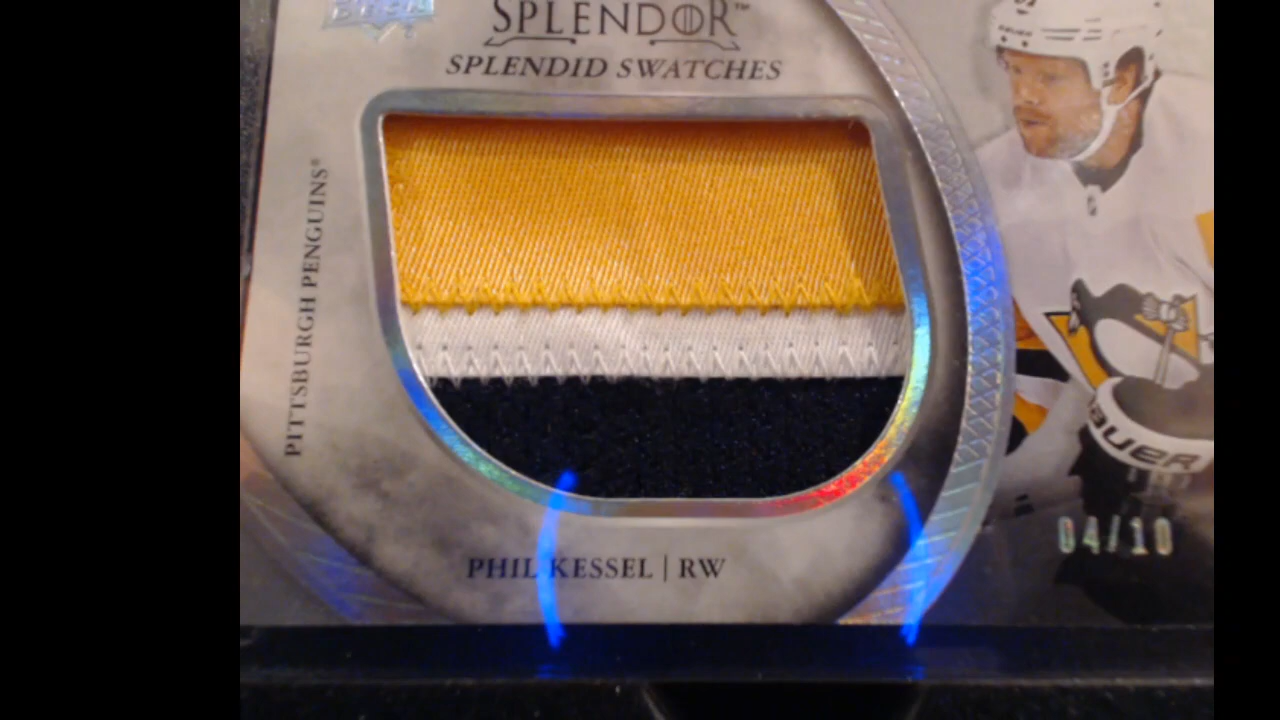 SPLENDOR™
SPLENDID SWATCHES
PITTSBURGH PENGUINS®
PHIL KESSEL | RW
BAUER
04/10